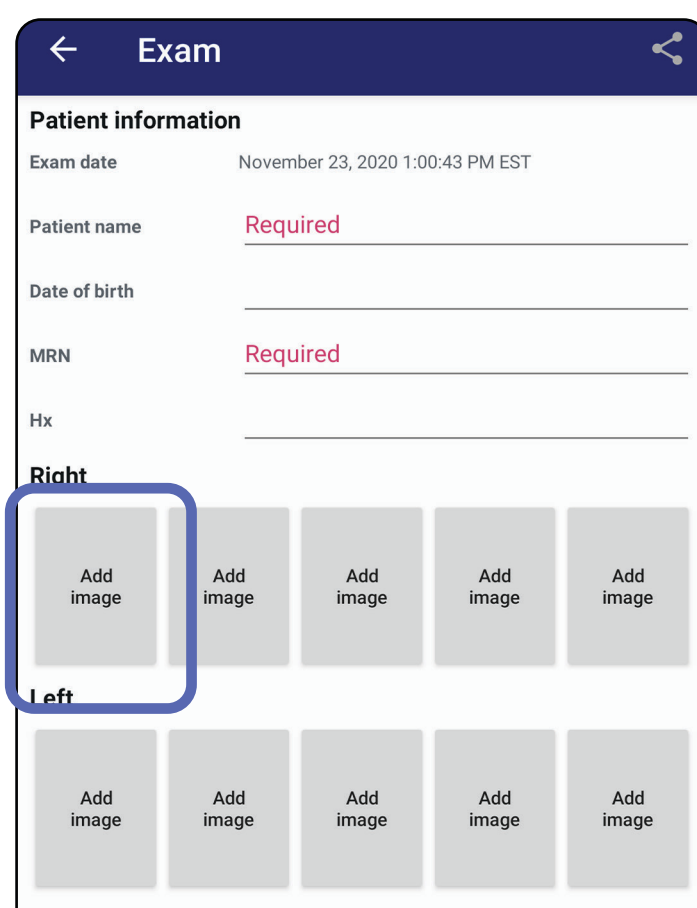 Exam
Patient information
Exam date November 23, 2020 1:00:43 PM EST
Patient name Required
Date of birth
MRN Required
Hx
Right
Add image Add image Add image Add image Add image
Left
Add image Add image Add image Add image Add image